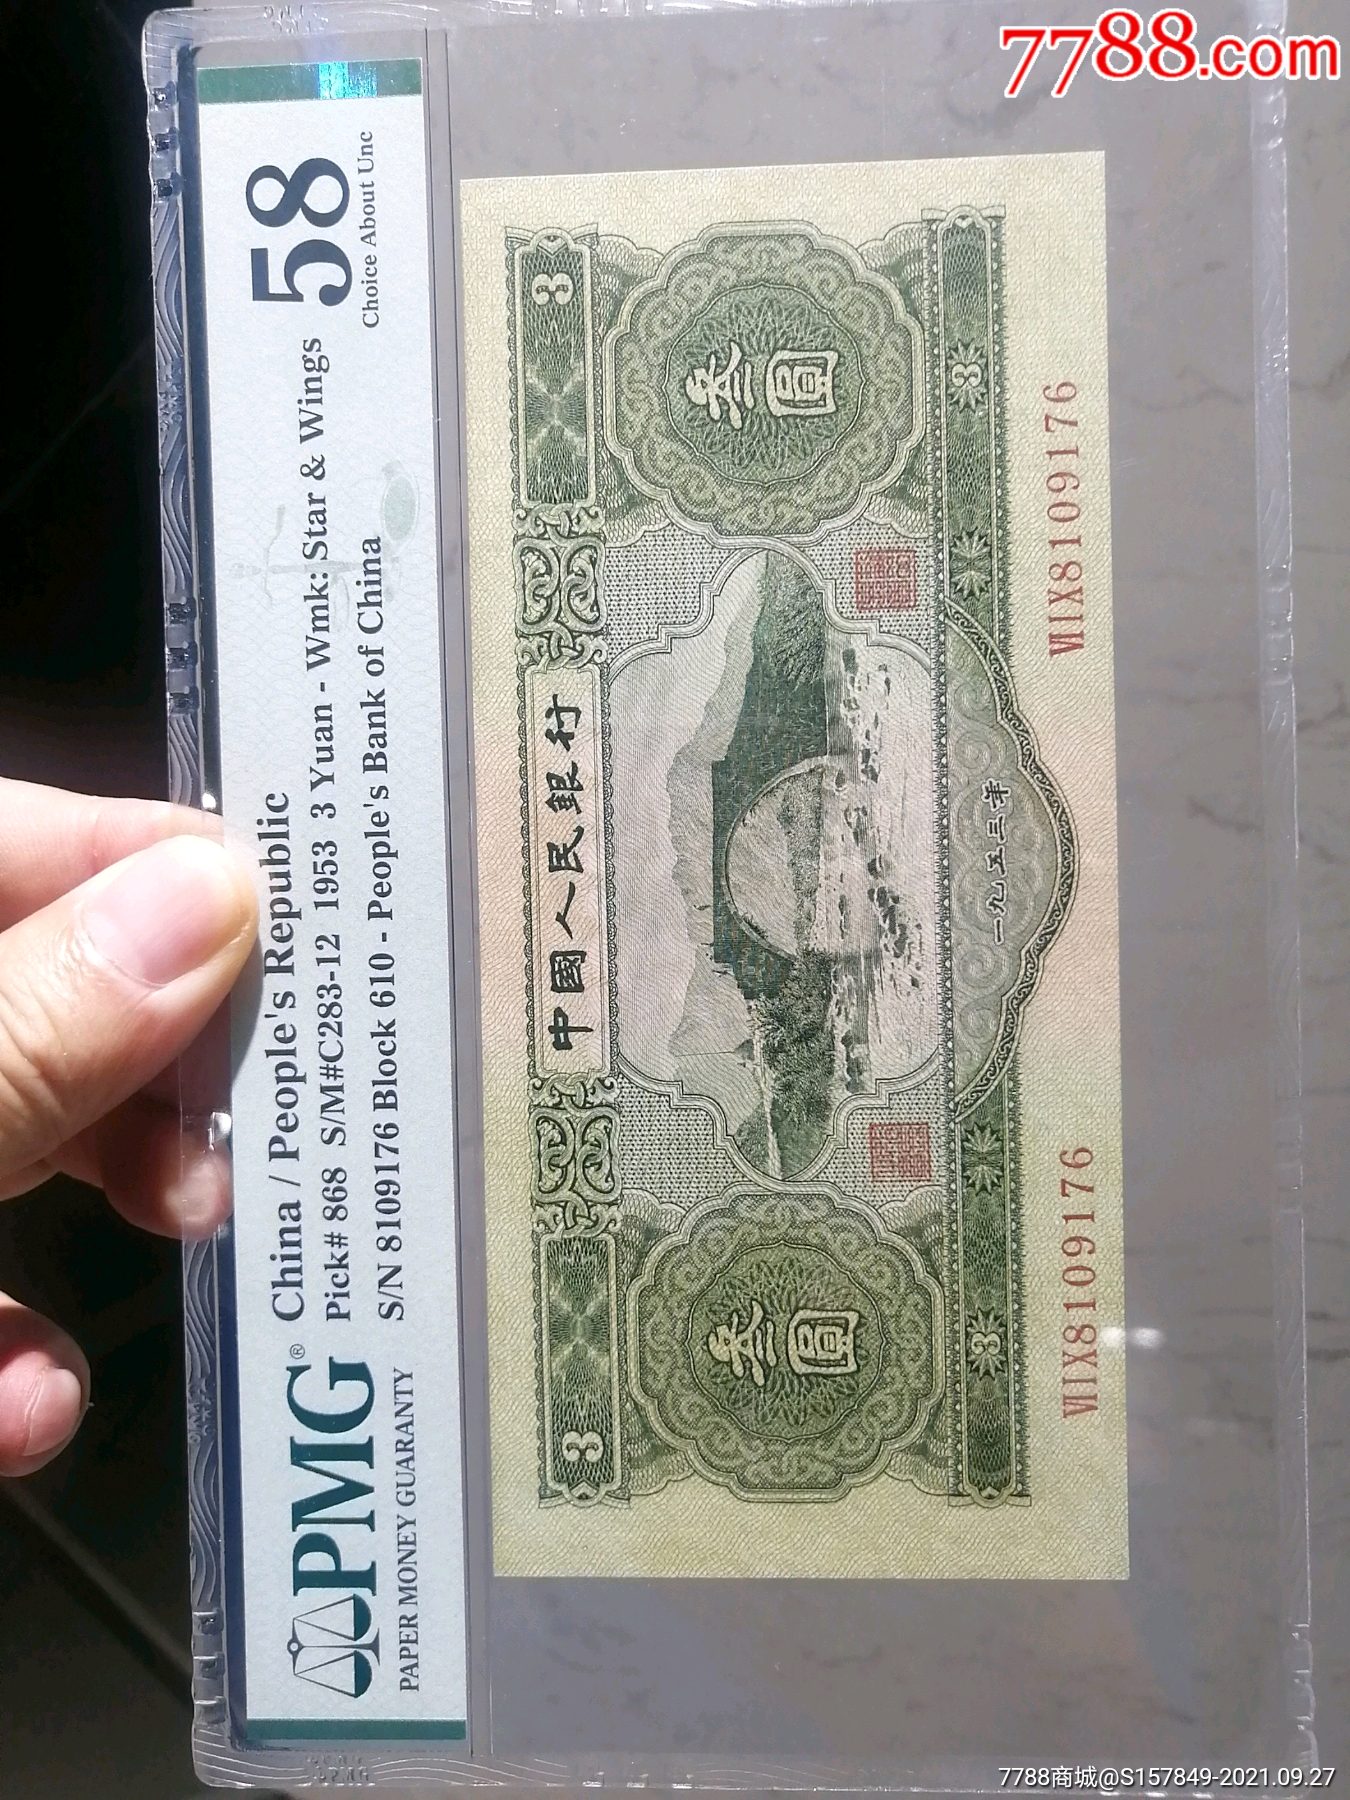 7788.com
China / People's Republic
58
Pick# 868 S/M#C283-12 1953 3 Yuan - Wmk: Star & Wings
Choice About Unc
S/N 8109176 Block 610 - People's Bank of China
PMG®
PAPER MONEY GUARANTY
3
中國人民銀行
3
叁圓
叁圓
3
一九五三年
3
VIIX8109176
VIIX8109176
7788商城@S157849-2021.09.27